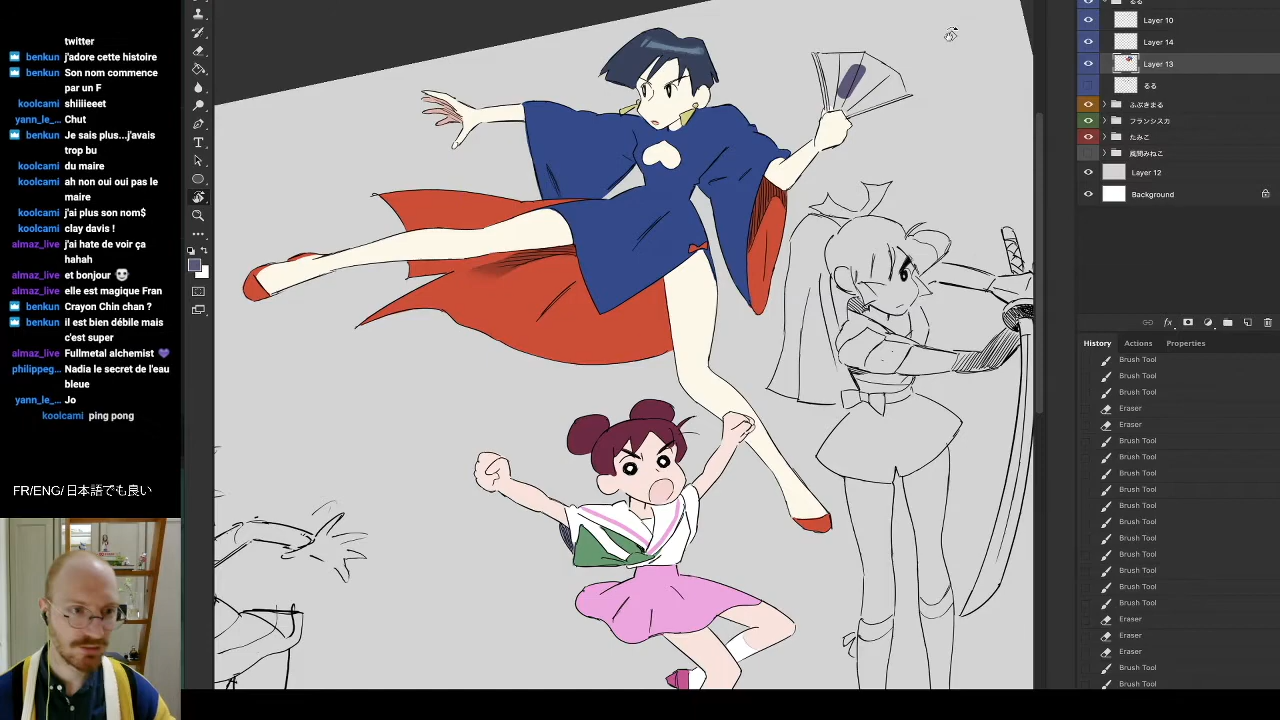 twitter
benkun j'adore cette histoire
benkun Son nom commence
par un F
koolcami shiiiieeet
yann_le_... Chut
benkun Je sais plus...j'avais
trop bu
koolcami du maire
koolcami ah non oui oui pas le
maire
koolcami j'ai plus son nom$
koolcami clay davis !
almaz_live j'ai hate de voir ça
hahah
almaz_live et bonjour
almaz_live elle est magique Fran
benkun Crayon Chin chan ?
benkun il est bien débile mais
c'est super
almaz_live Fullmetal alchemist
philippeg... Nadia le secret de l'eau
bleue
yann_le_... Jo
koolcami ping pong
FR/ENG/日本語でも良い
るる
Layer 10
Layer 14
Layer 13
るる
ふぶきまる
フランシスカ
たみこ
風間みねこ
Layer 12
Background
fx
History Actions Properties
Brush Tool
Brush Tool
Brush Tool
Eraser
Eraser
Brush Tool
Brush Tool
Brush Tool
Brush Tool
Brush Tool
Brush Tool
Brush Tool
Brush Tool
Brush Tool
Brush Tool
Brush Tool
Eraser
Eraser
Eraser
Brush Tool
Brush Tool